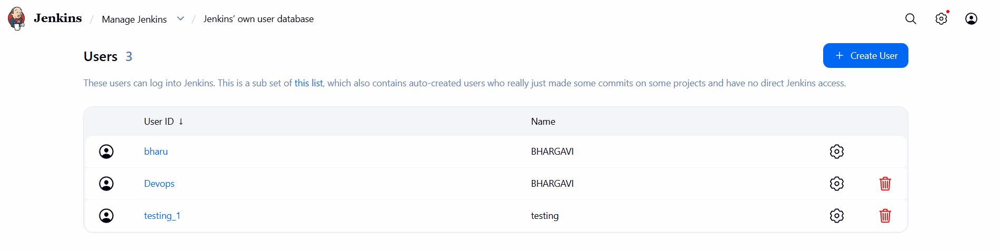 Jenkins / Manage Jenkins / Jenkins’ own user database
Users 3
+ Create User
These users can log into Jenkins. This is a sub set of this list, which also contains auto-created users who really just made some commits on some projects and have no direct Jenkins access.
User ID ↓ Name
bharu BHARGAVI
Devops BHARGAVI
testing_1 testing